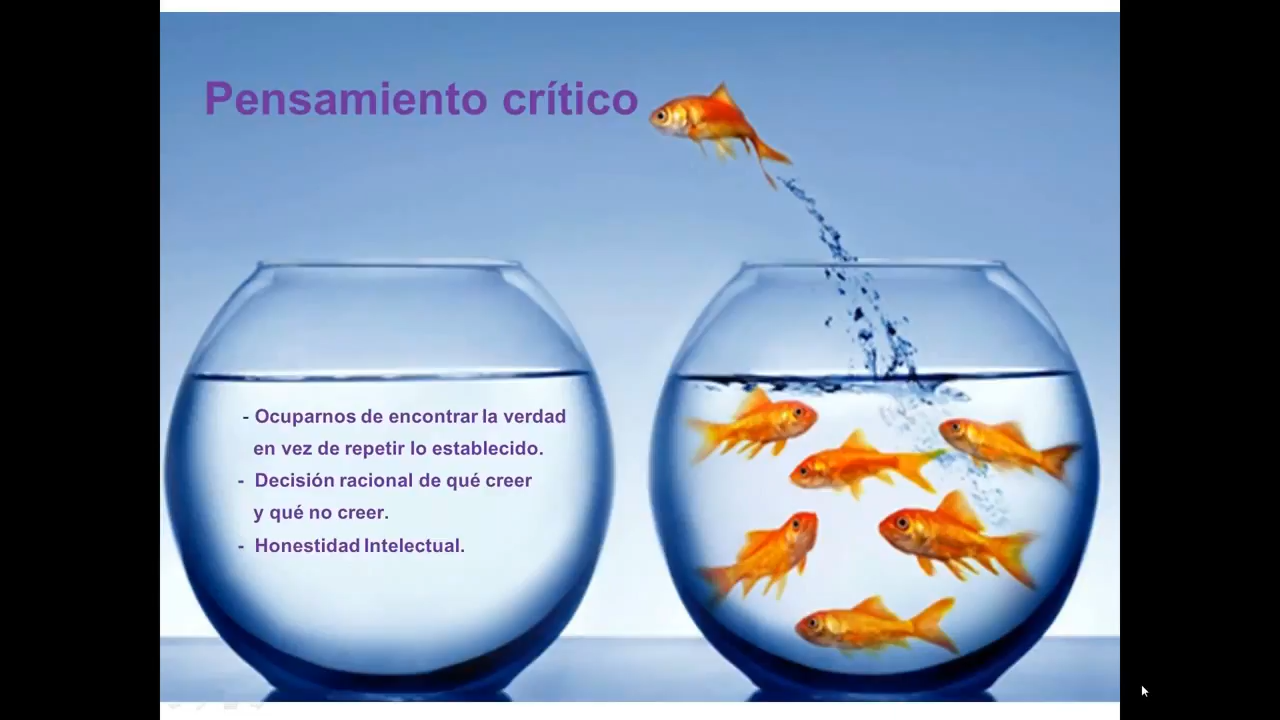 Pensamiento crítico
- Ocuparnos de encontrar la verdad
en vez de repetir lo establecido.
- Decisión racional de qué creer
y qué no creer.
- Honestidad Intelectual.